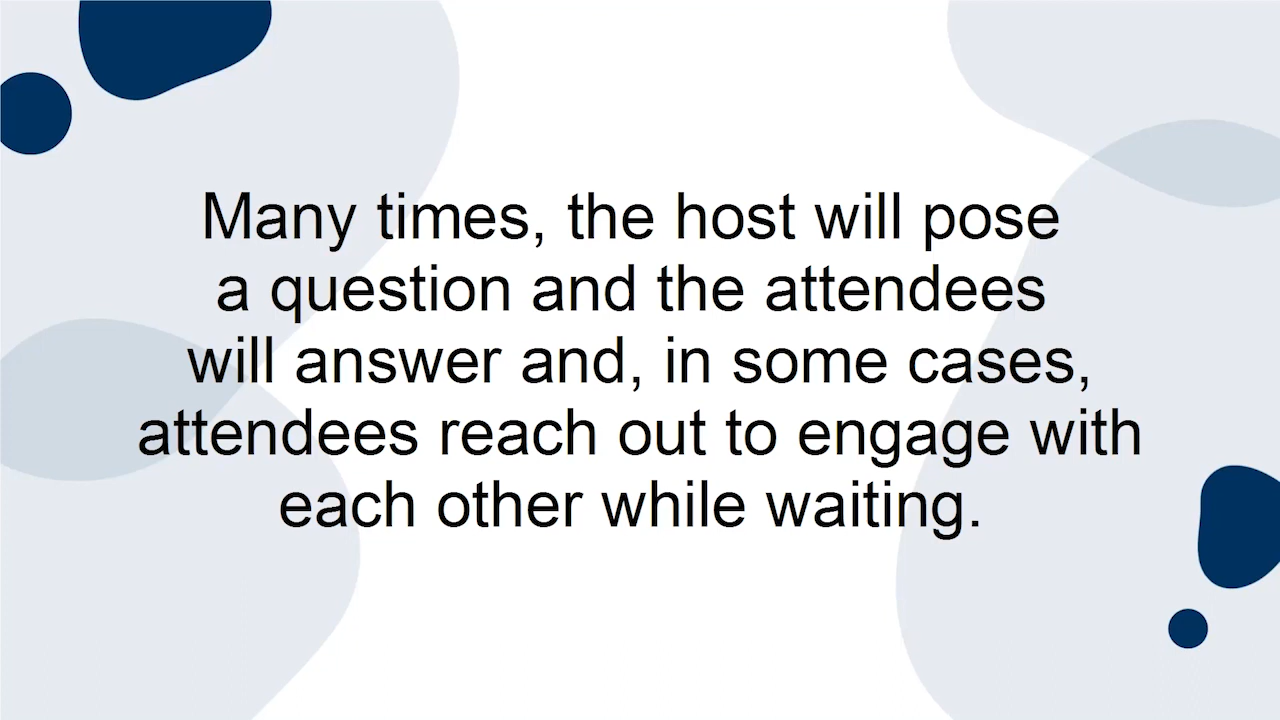 Many times, the host will pose
a question and the attendees
will answer and, in some cases,
attendees reach out to engage with
each other while waiting.